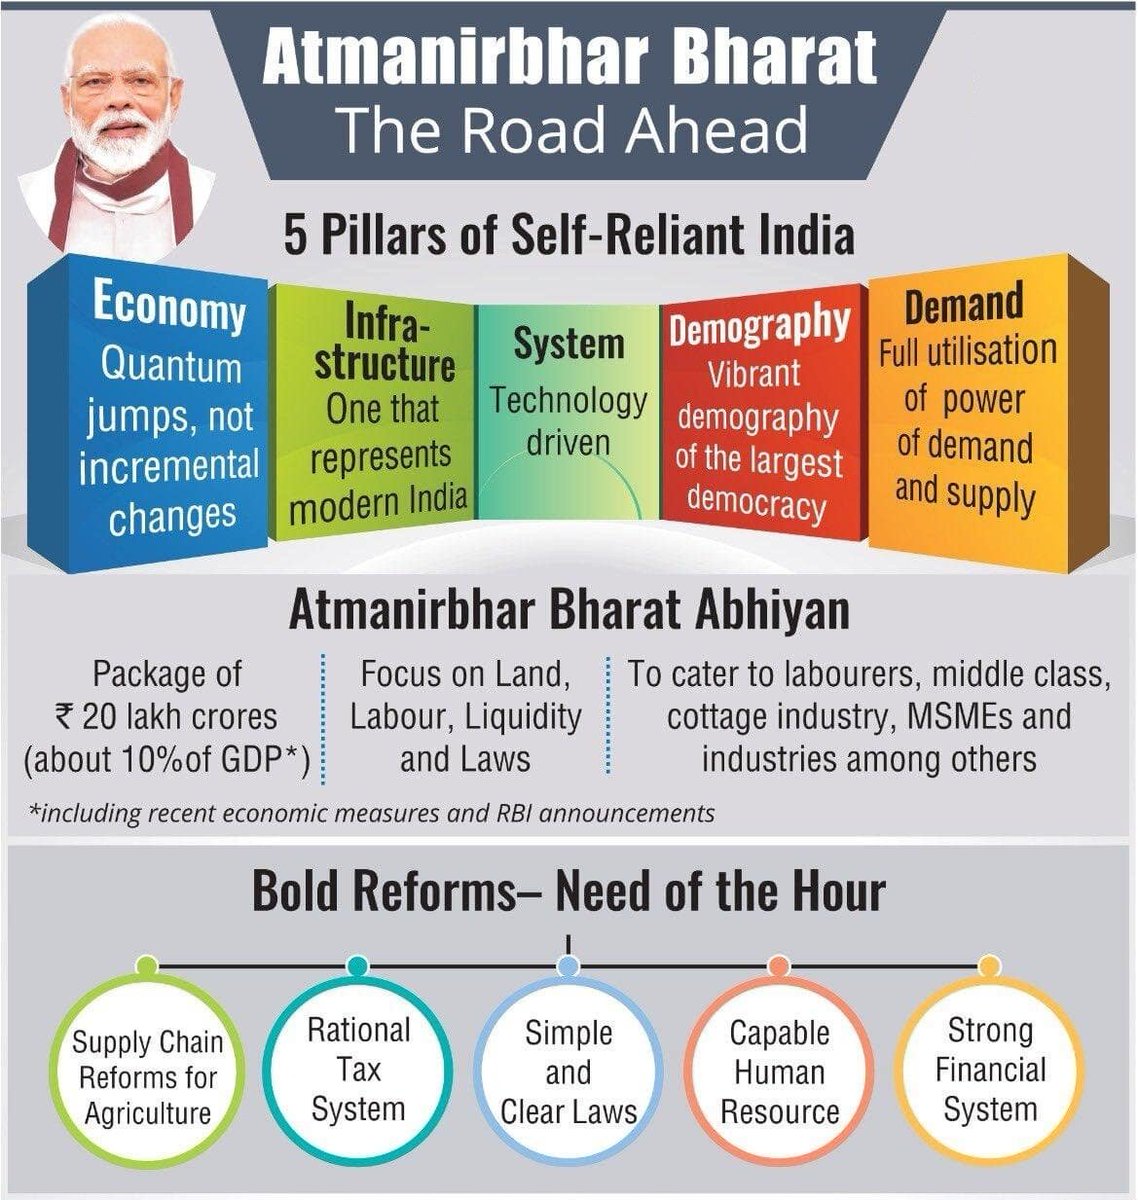 Atmanirbhar Bharat
The Road Ahead
5 Pillars of Self-Reliant India
Economy
Quantum
jumps, not
incremental
changes
Infra-
structure
One that
represents
modern India
System
Technology
driven
Demography
Vibrant
demography
of the largest
democracy
Demand
Full utilisation
of power
of demand
and supply
Atmanirbhar Bharat Abhiyan
Package of
₹ 20 lakh crores
(about 10%of GDP*)
Focus on Land,
Labour, Liquidity
and Laws
To cater to labourers, middle class,
cottage industry, MSMEs and
industries among others
*including recent economic measures and RBI announcements
Bold Reforms– Need of the Hour
Supply Chain
Reforms for
Agriculture
Rational
Tax
System
Simple
and
Clear Laws
Capable
Human
Resource
Strong
Financial
System